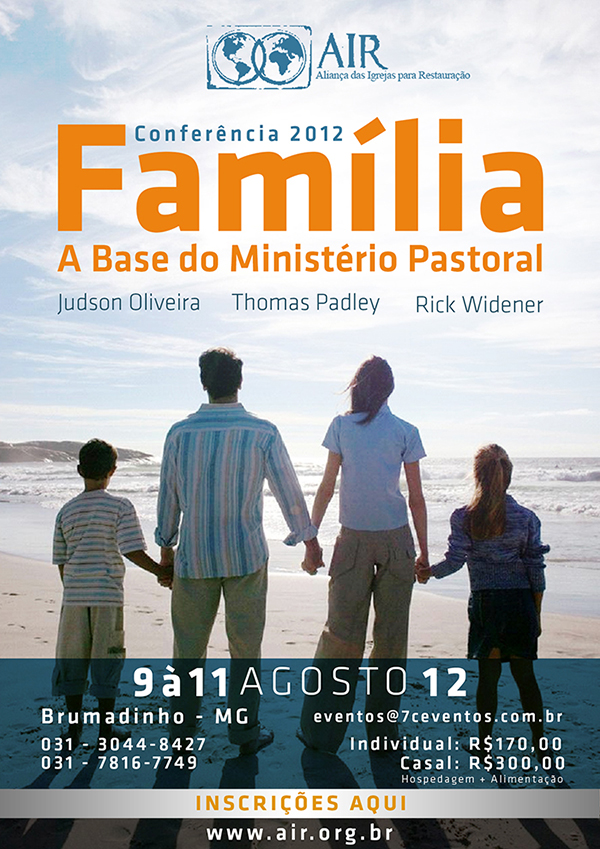 AIR
Aliança das Igrejas para Restauração
Conferência 2012
Família
A Base do Ministério Pastoral
Judson Oliveira Thomas Padley Rick Widener
9 à 11 AGOSTO 12
Brumadinho - MG
031 - 3044-8427
031 - 7816-7749
eventos@7ceventos.com.br
Individual: R$170,00
Casal: R$300,00
Hospedagem + Alimentação
INSCRIÇÕES AQUI
www.air.org.br